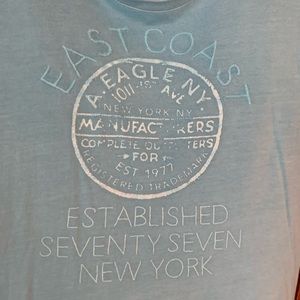 EAST COAST
A. EAGLE NY.
1011 1ST AVE
NEW YORK NY
MANUFACTURERS
COMPLETE OUTFITTERS
FOR
EST 1977
REGISTERED TRADEMARK
ESTABLISHED
SEVENTY SEVEN
NEW YORK